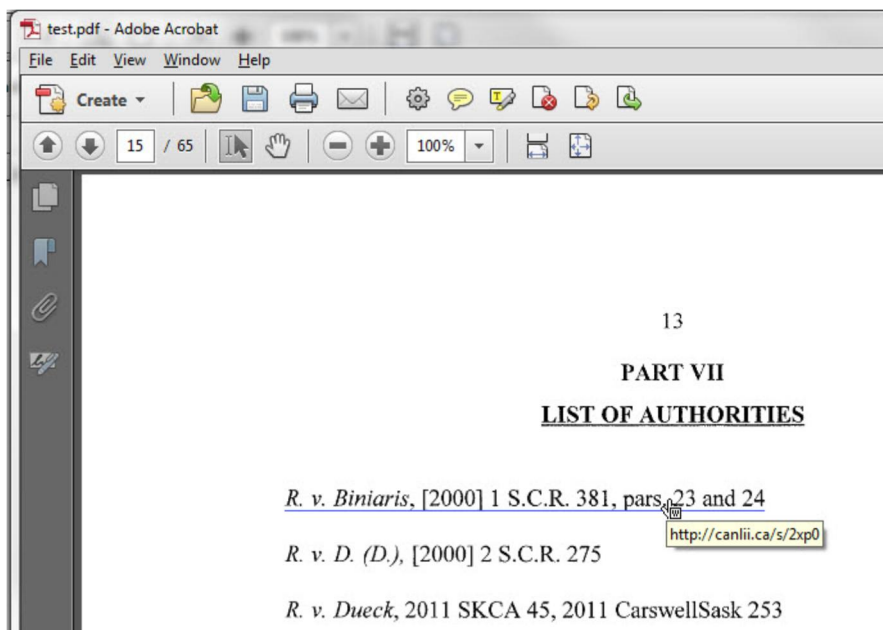 test.pdf - Adobe Acrobat
File Edit View Window Help
Create
15 / 65 100%
13
PART VII
LIST OF AUTHORITIES
R. v. Biniaris, [2000] 1 S.C.R. 381, pars. 23 and 24
http://canlii.ca/s/2xp0
R. v. D. (D.), [2000] 2 S.C.R. 275
R. v. Dueck, 2011 SKCA 45, 2011 CarswellSask 253